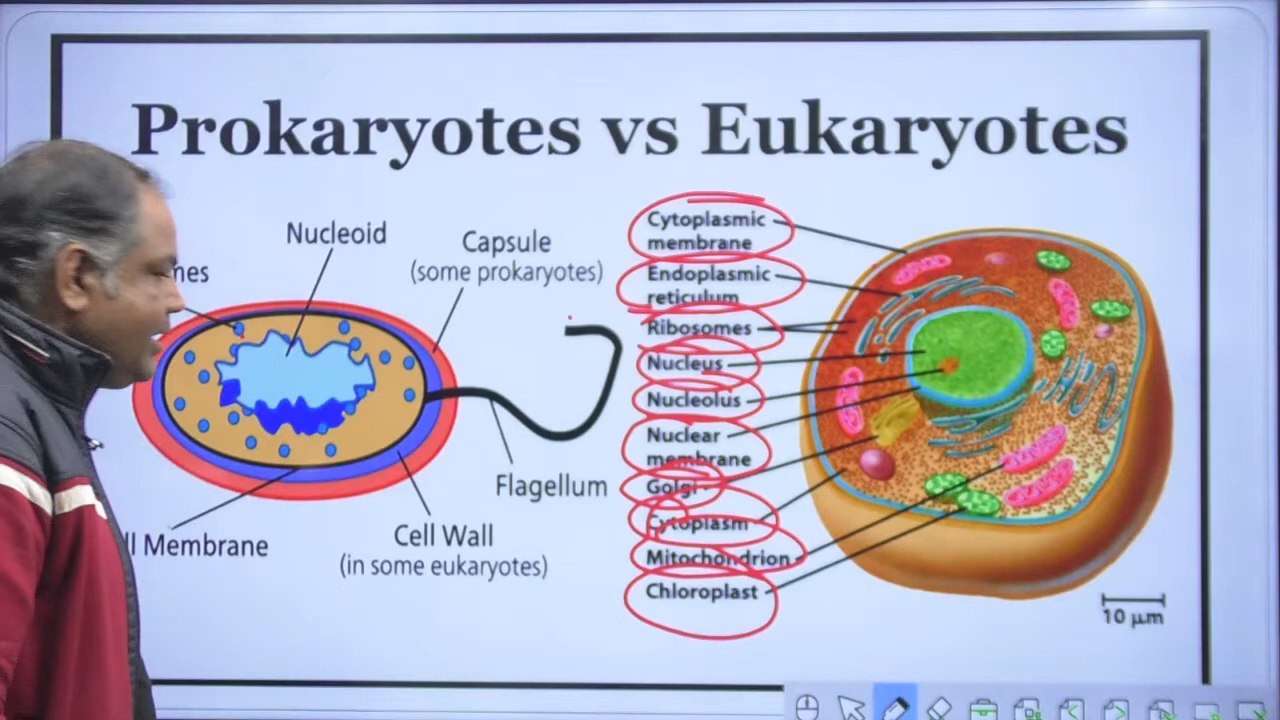 Prokaryotes vs Eukaryotes
Nucleoid
Capsule
(some prokaryotes)
Flagellum
Cell Wall
(in some eukaryotes)
Membrane
Cytoplasmic
membrane
Endoplasmic
reticulum
Ribosomes
Nucleus
Nucleolus
Nuclear
membrane
Golgi
Cytoplasm
Mitochondrion
Chloroplast
10 µm